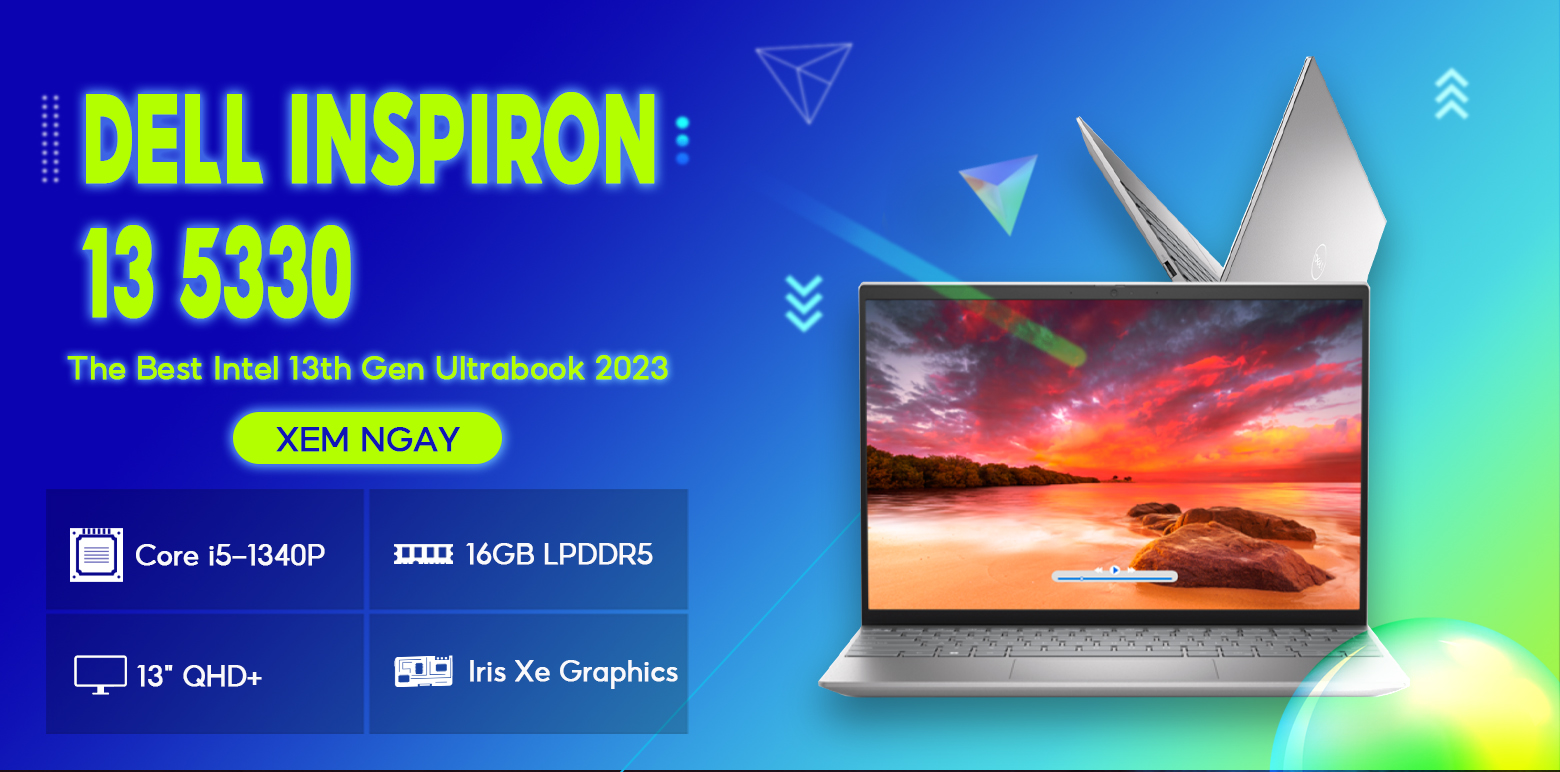 DELL INSPIRON
13 5330
The Best Intel 13th Gen Ultrabook 2023
XEM NGAY
Core i5-1340P
16GB LPDDR5
13" QHD+
Iris Xe Graphics